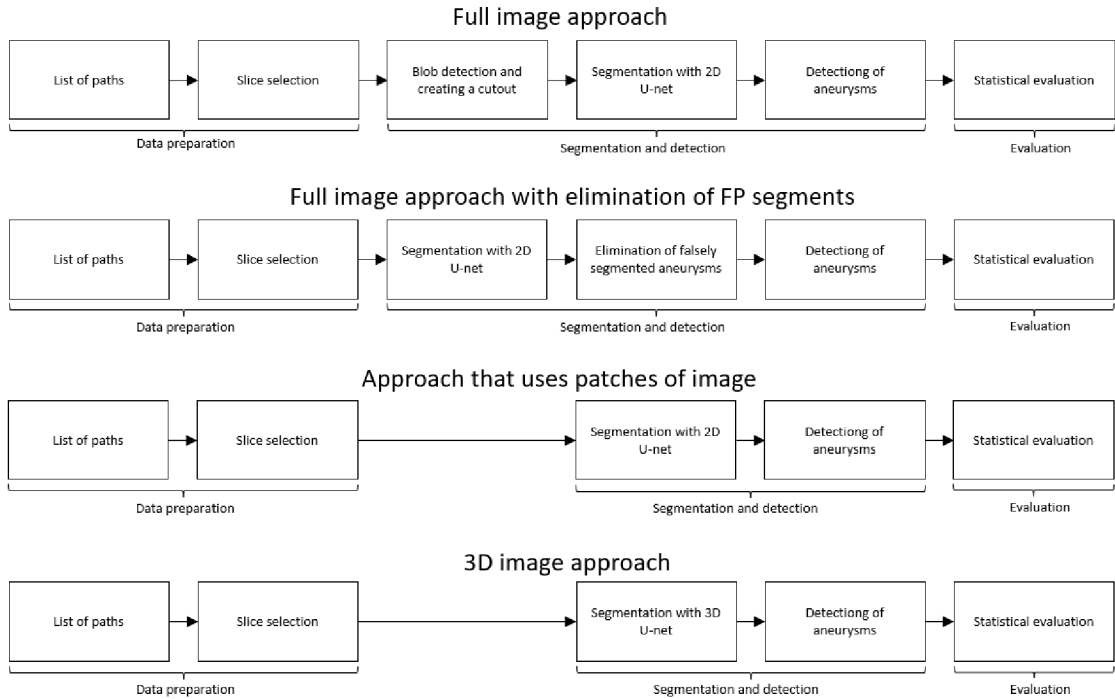 Full image approach
List of paths
Slice selection
Blob detection and
creating a cutout
Segmentation with 2D
U-net
Detectiong of
aneurysms
Statistical evaluation
Data preparation
Segmentation and detection
Evaluation
Full image approach with elimination of FP segments
List of paths
Slice selection
Segmentation with 2D
U-net
Elimination of falsely
segmented aneurysms
Detectiong of
aneurysms
Statistical evaluation
Data preparation
Segmentation and detection
Evaluation
Approach that uses patches of image
List of paths
Slice selection
Segmentation with 2D
U-net
Detectiong of
aneurysms
Statistical evaluation
Data preparation
Segmentation and detection
Evaluation
3D image approach
List of paths
Slice selection
Segmentation with 3D
U-net
Detectiong of
aneurysms
Statistical evaluation
Data preparation
Segmentation and detection
Evaluation